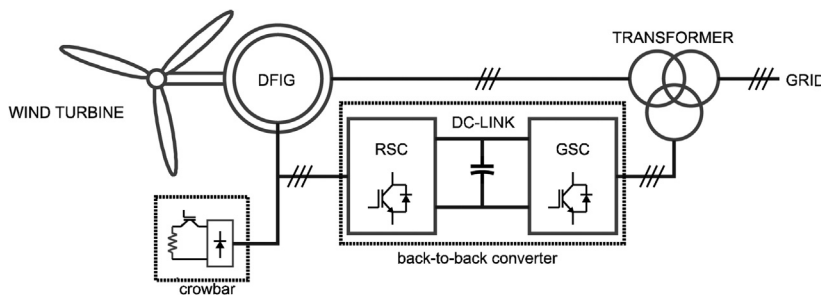 TRANSFORMER
DFIG
GRID
WIND TURBINE
DC-LINK
RSC
GSC
back-to-back converter
crowbar